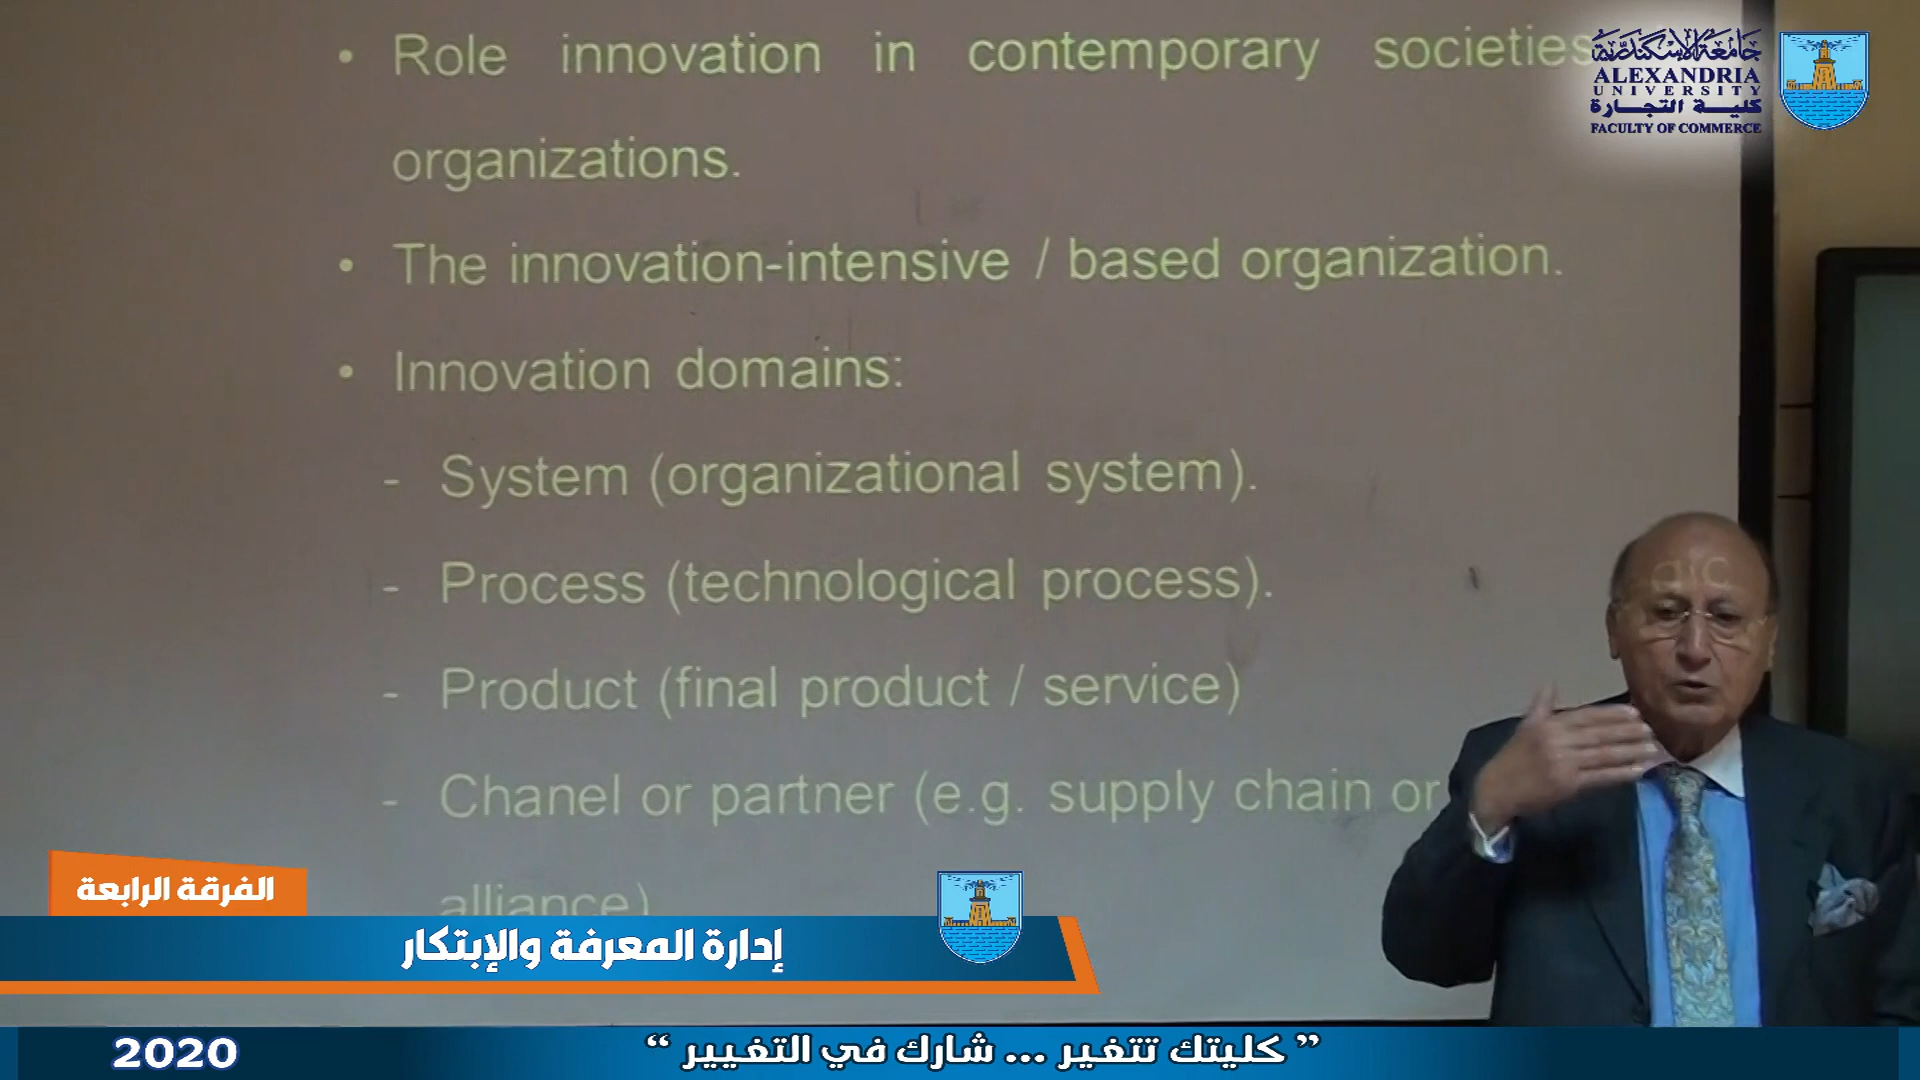 • Role innovation in contemporary societies
organizations.
• The innovation-intensive / based organization.
• Innovation domains:
- System (organizational system).
- Process (technological process).
- Product (final product / service)
- Chanel or partner (e.g. supply chain or
alliance)
جامعة الإسكندرية
ALEXANDRIA
UNIVERSITY
كلية التجارة
FACULTY OF COMMERCE
الفرقة الرابعة
إدارة المعرفة والإبتكار
2020
” كليتك تتغير ... شارك في التغيير “